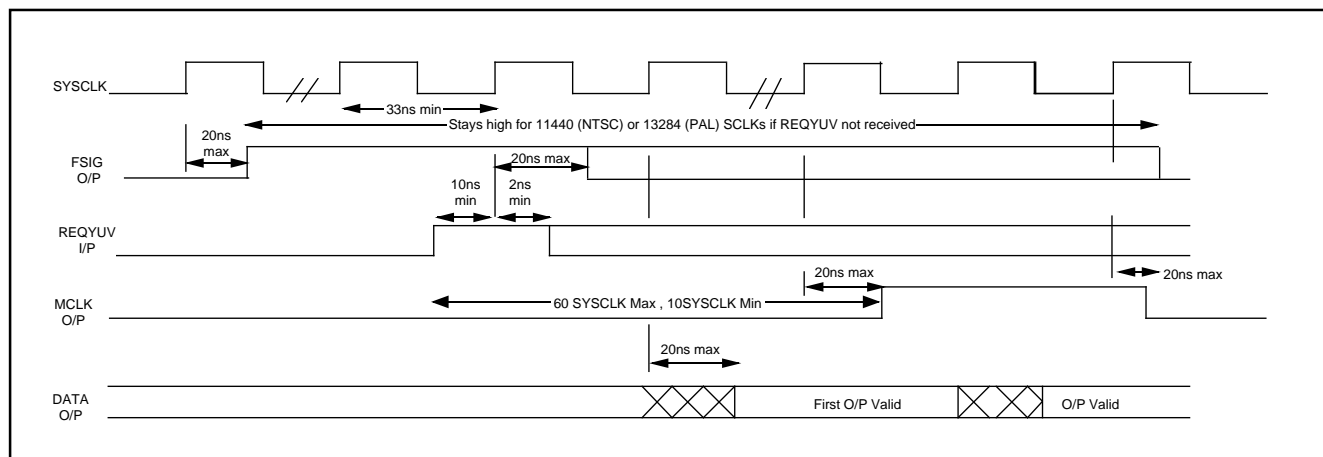 SYSCLK
33ns min
Stays high for 11440 (NTSC) or 13284 (PAL) SCLKs if REQYUV not received
20ns
max
20ns max
FSIG
O/P
10ns
min
2ns
min
REQYUV
I/P
20ns max
20ns max
60 SYSCLK Max , 10SYSCLK Min
MCLK
O/P
20ns max
DATA
O/P
First O/P Valid
O/P Valid